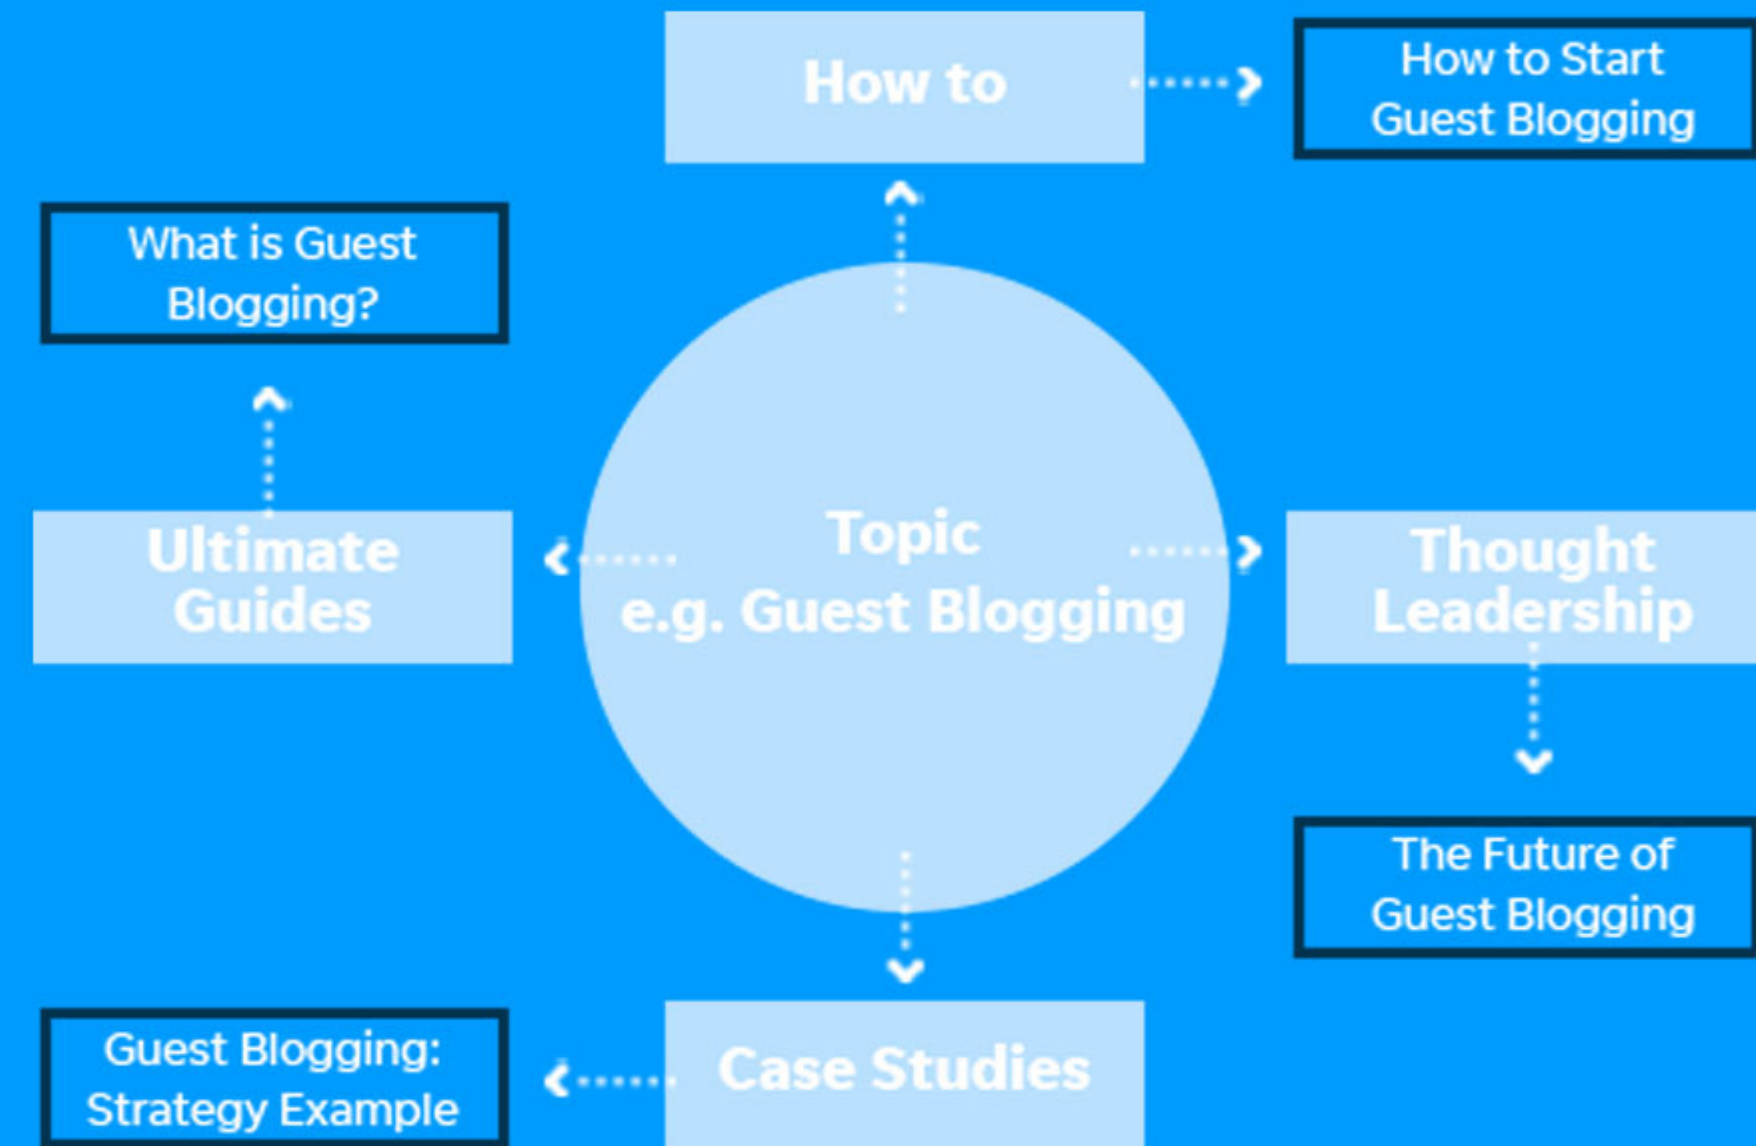 How to
How to Start
Guest Blogging
What is Guest
Blogging?
Ultimate
Guides
Topic
e.g. Guest Blogging
Thought
Leadership
The Future of
Guest Blogging
Guest Blogging:
Strategy Example
Case Studies